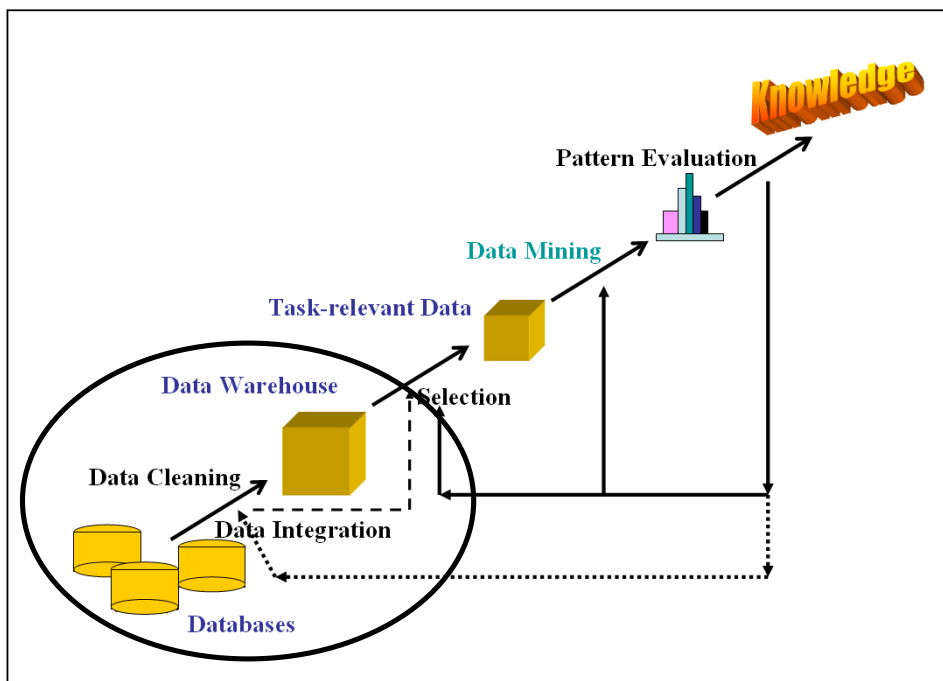 Knowledge
Pattern Evaluation
Data Mining
Task-relevant Data
Data Warehouse
Selection
Data Cleaning
Data Integration
Databases